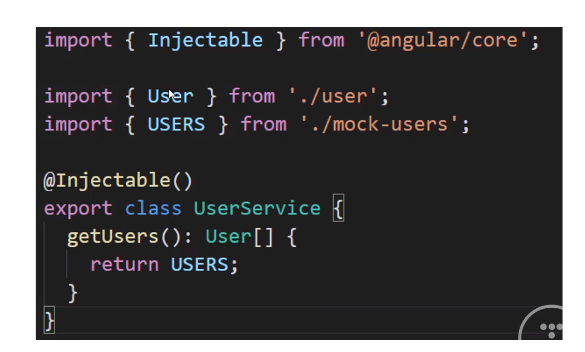 import { Injectable } from '@angular/core';
import { User } from './user';
import { USERS } from './mock-users';
@Injectable()
export class UserService {
getUsers(): User[] {
return USERS;
}
}